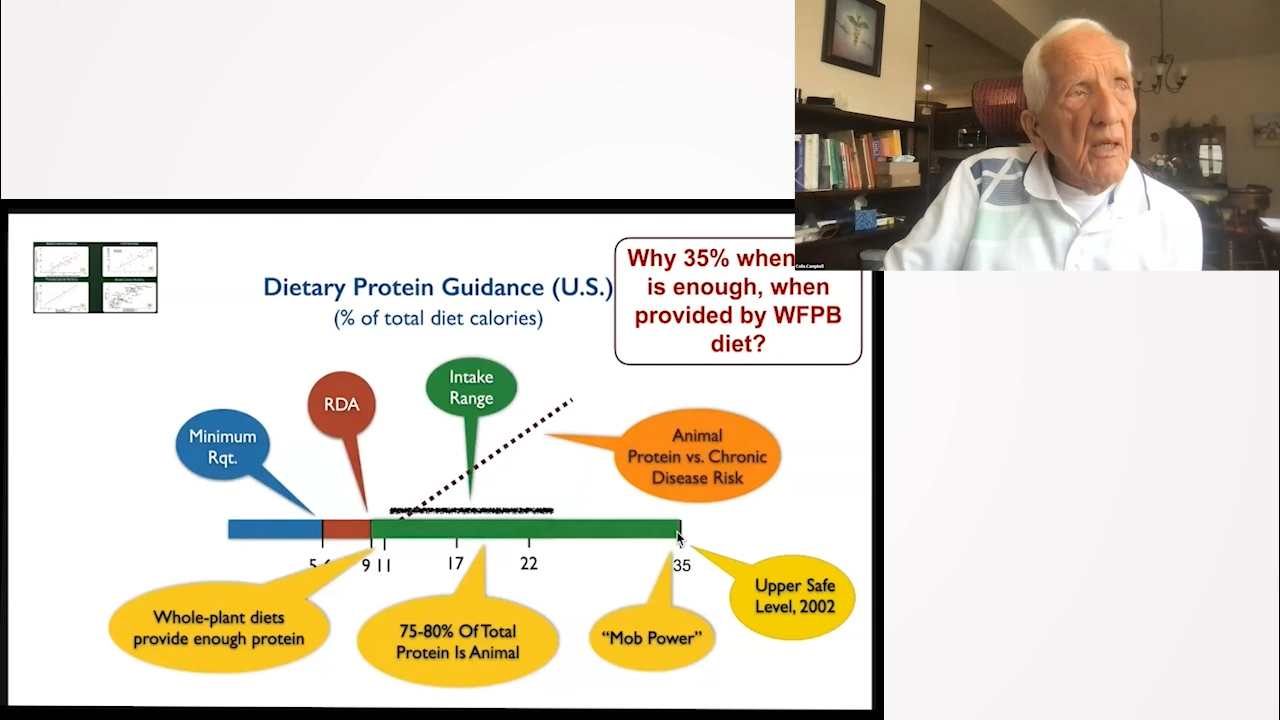 Colin Campbell
Why 35% when
is enough, when
provided by WFPB
diet?
Dietary Protein Guidance (U.S.)
(% of total diet calories)
Intake
Range
RDA
Minimum
Rqt.
Animal
Protein vs. Chronic
Disease Risk
9 11 17 22 35
Upper Safe
Level, 2002
Whole-plant diets
provide enough protein
75-80% Of Total
Protein Is Animal
“Mob Power”